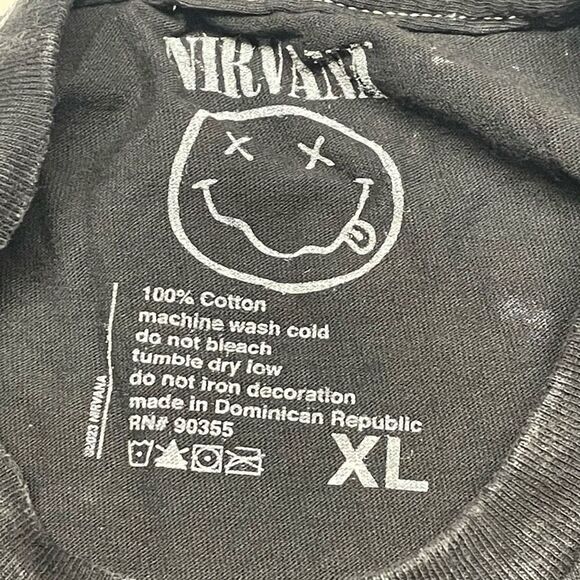 NIRVANA
100% Cotton
machine wash cold
do not bleach
tumble dry low
do not iron decoration
made in Dominican Republic
RN# 90355
XL
©2023 NIRVANA